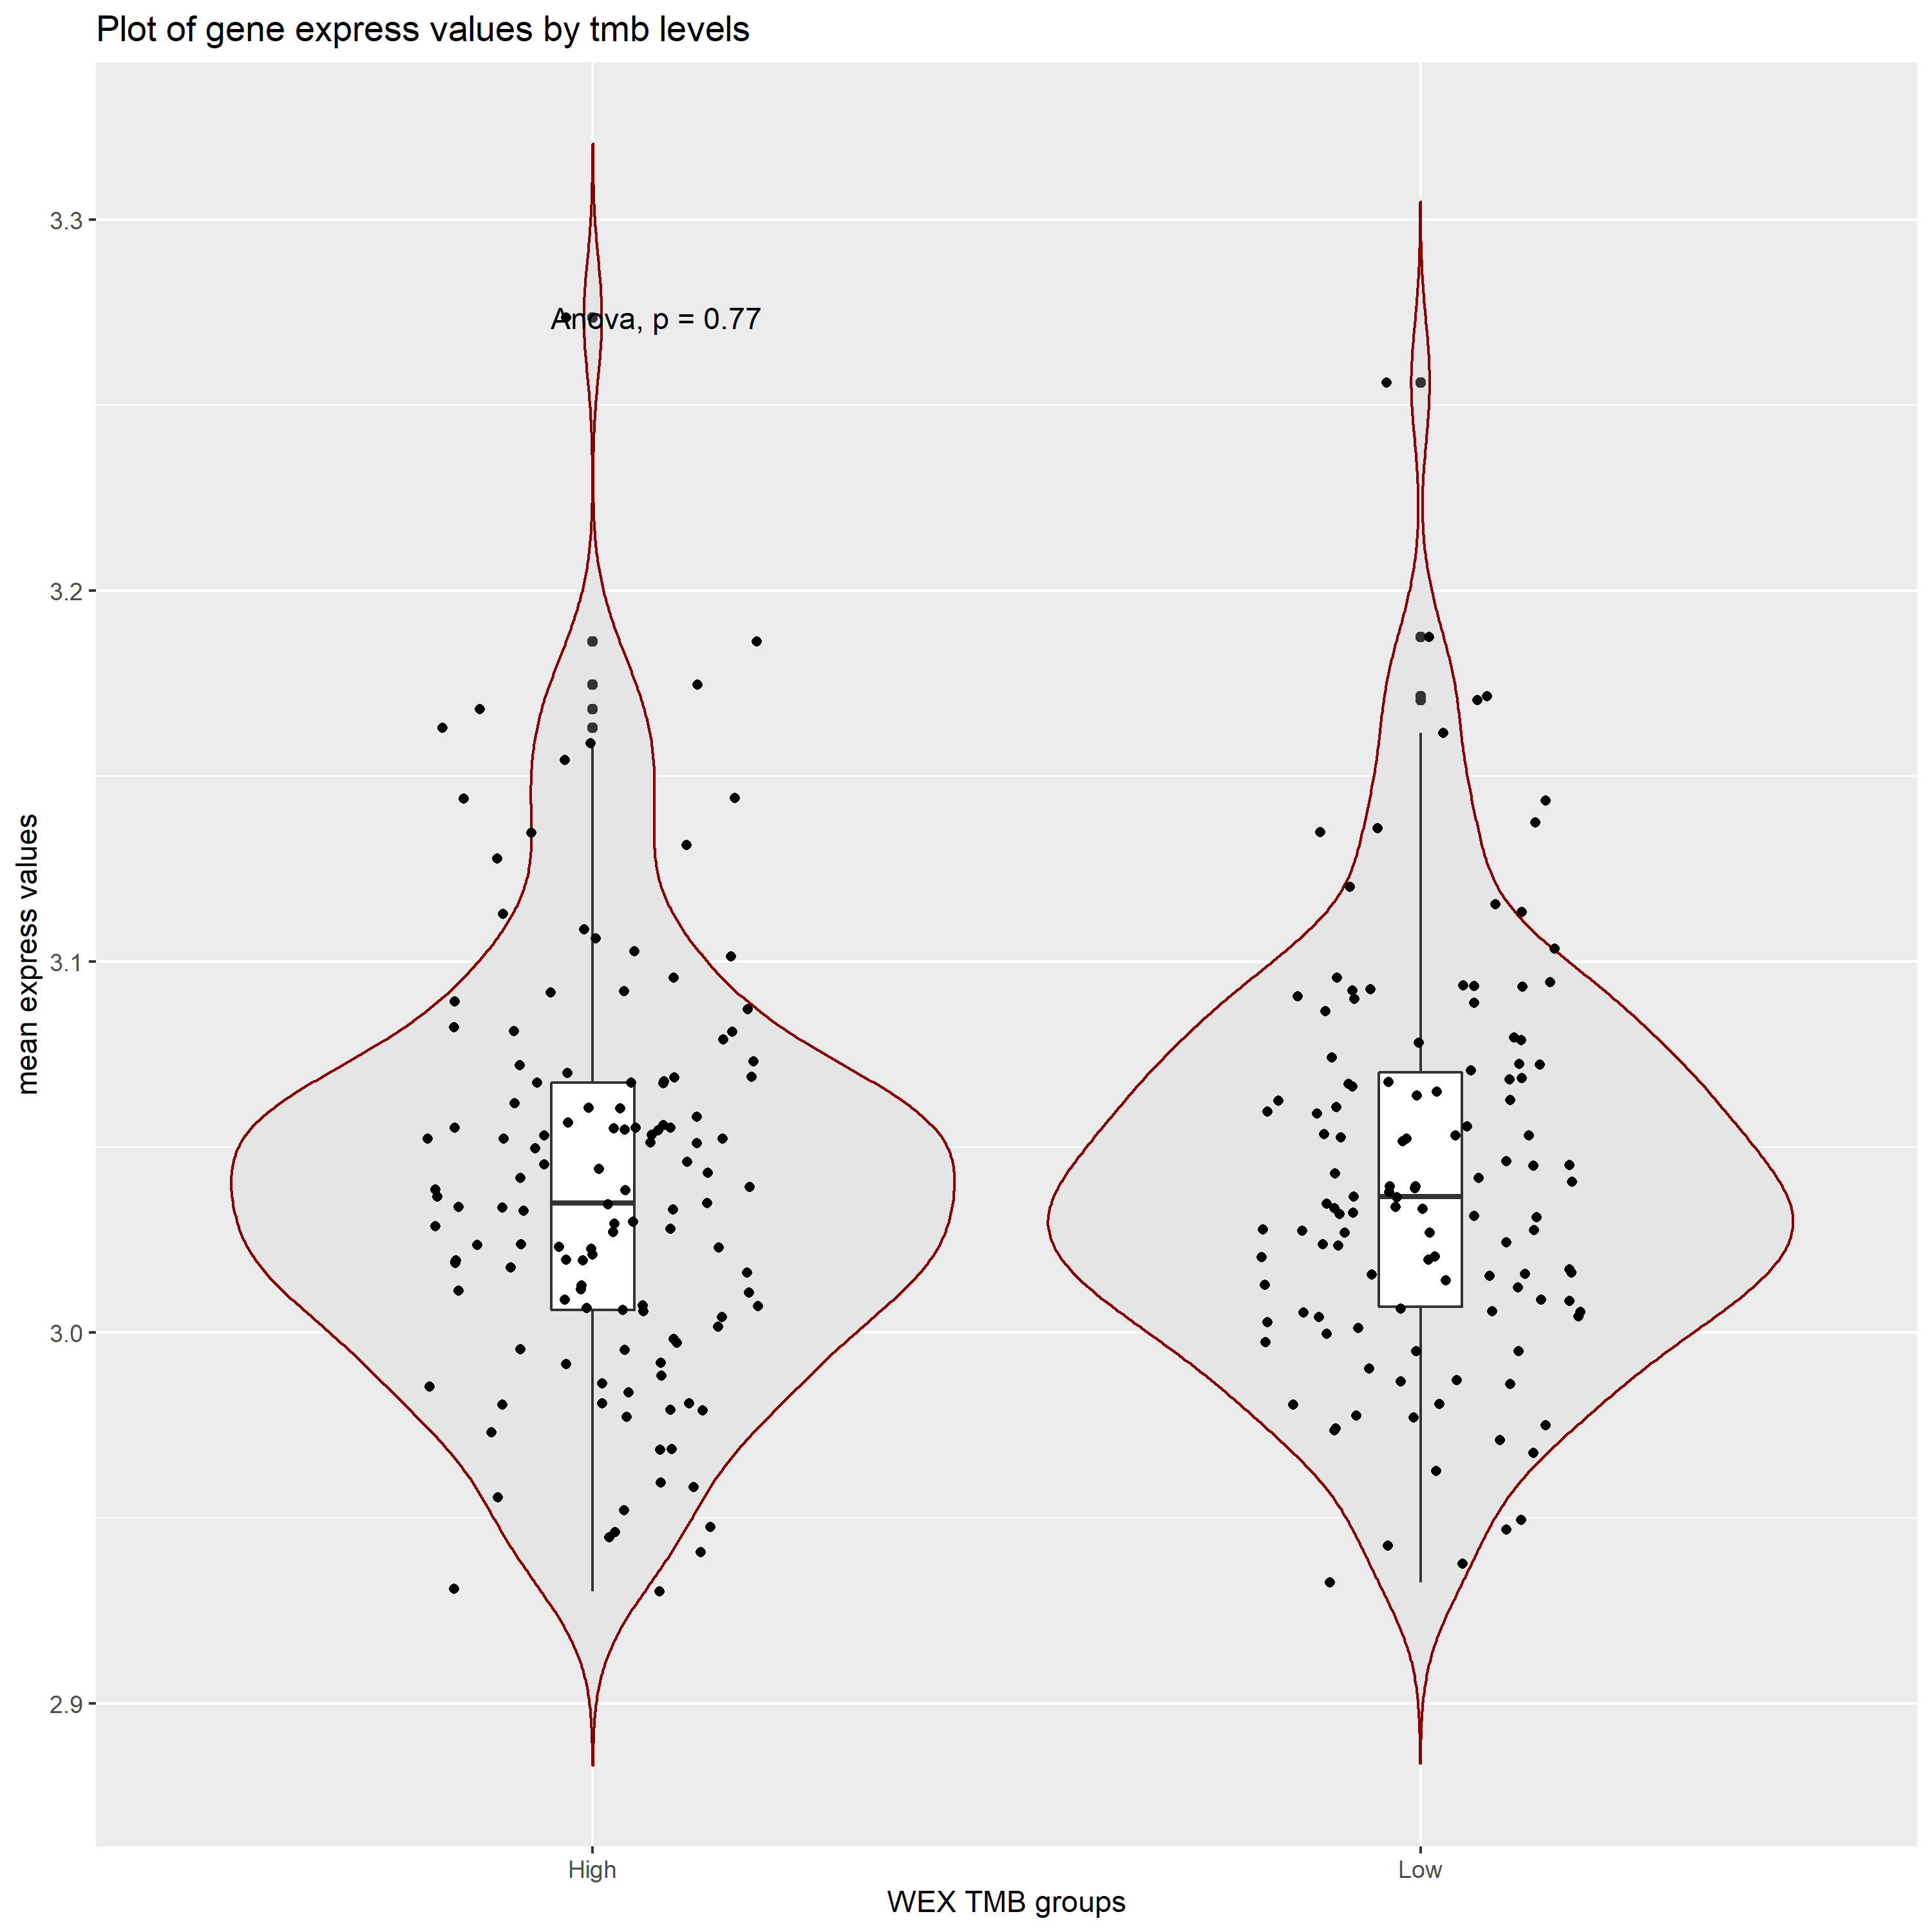 Plot of gene express values by tmb levels
3.3
Anova, p = 0.77
3.2
mean express values
3.1
3.0
2.9
High
Low
WEX TMB groups